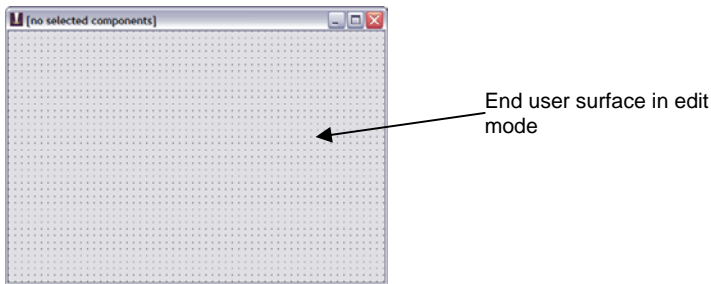 [no selected components]
End user surface in edit
mode